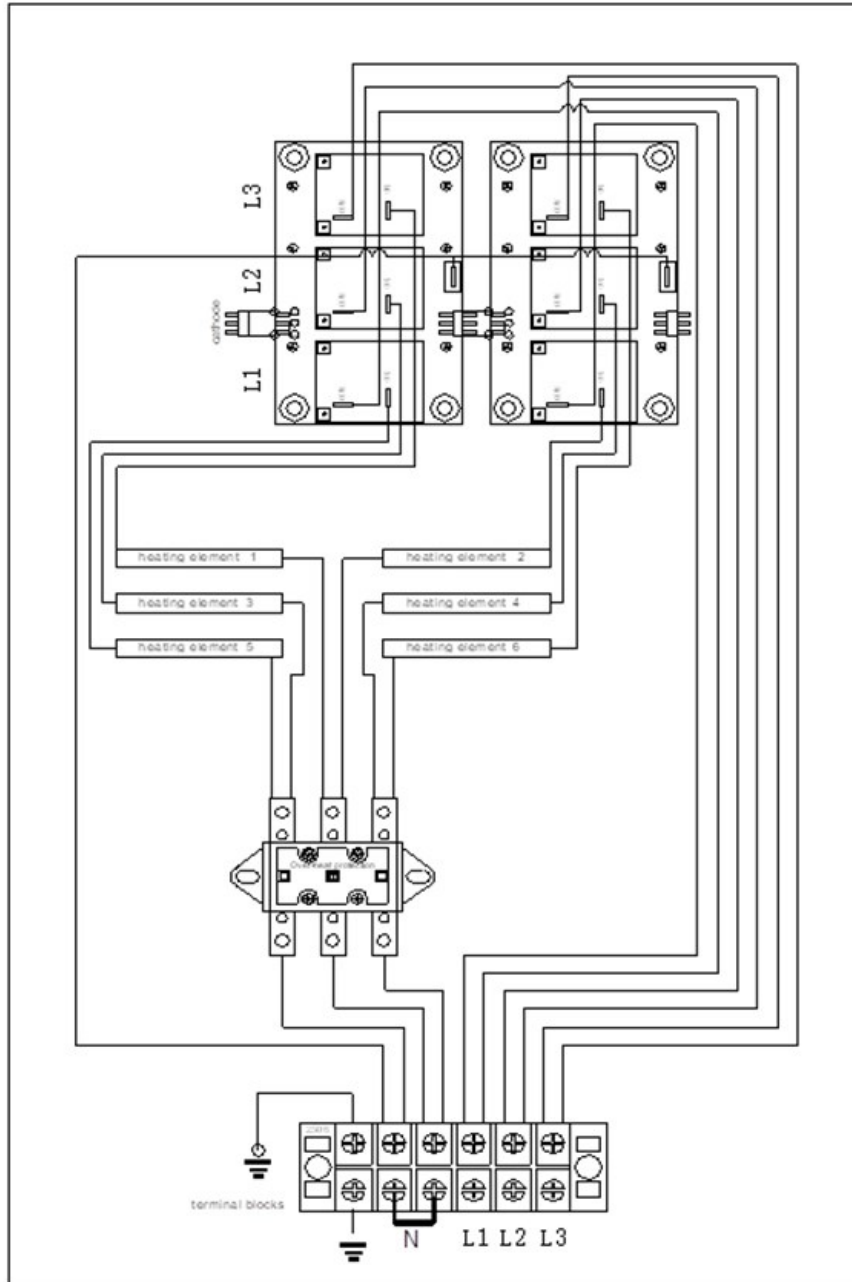 L3
L2
cathode
L1
heating element 1
heating element 2
heating element 3
heating element 4
heating element 5
heating element 6
Overheat protection
terminal blocks
N
L1 L2 L3